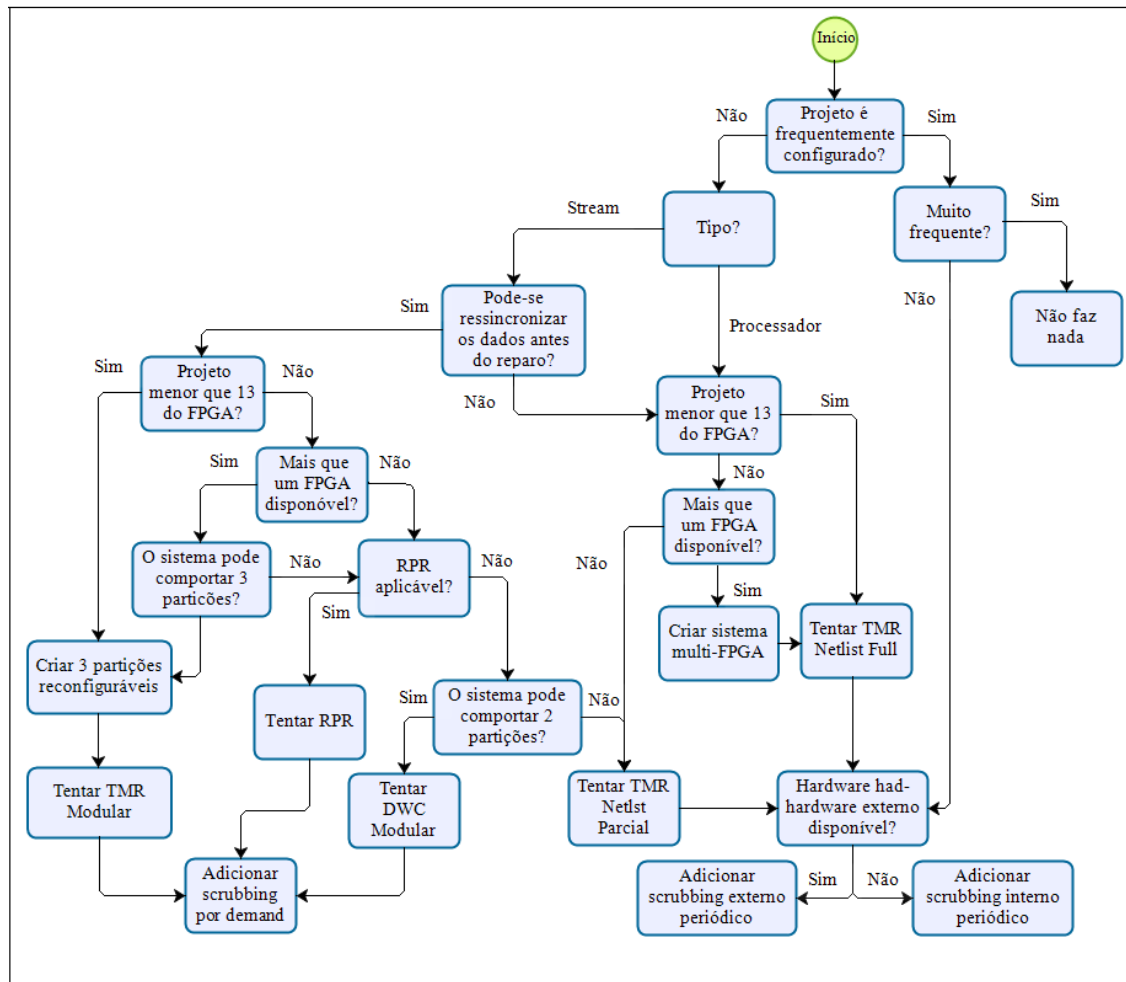 Início
Não
Projeto é
frequentemente
configurado?
Sim
Stream
Tipo?
Muito
frequente?
Sim
Sim
Pode-se
ressincronizar
os dados antes
do reparo?
Processador
Não
Não faz
nada
Sim
Projeto
menor que 13
do FPGA?
Não
Não
Projeto
menor que 13
do FPGA?
Sim
Sim
Mais que
um FPGA
disponóvel?
Não
Não
Mais que
um FPGA
disponível?
O sistema pode
comportar 3
particões?
Não
RPR
aplicável?
Não
Não
Sim
Sim
Criar sistema
multi-FPGA
Tentar TMR
Netlist Full
Criar 3 partições
reconfiguráveis
Tentar RPR
Sim
O sistema pode
comportar 2
partições?
Não
Tentar TMR
Modular
Tentar
DWC
Modular
Tentar TMR
Netlst
Parcial
Hardware had-
hardware externo
disponível?
Adicionar
scrubbing
por demand
Adicionar
scrubbing externo
periódico
Sim
Não
Adicionar
scrubbing interno
periódico